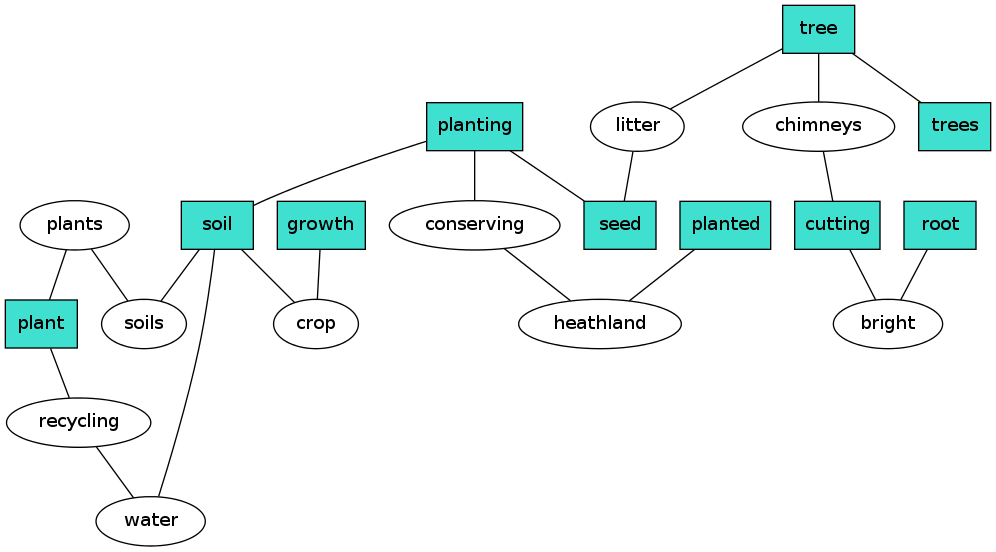 tree
planting
litter
chimneys
trees
plants
soil
growth
conserving
seed
planted
cutting
root
plant
soils
crop
heathland
bright
recycling
water